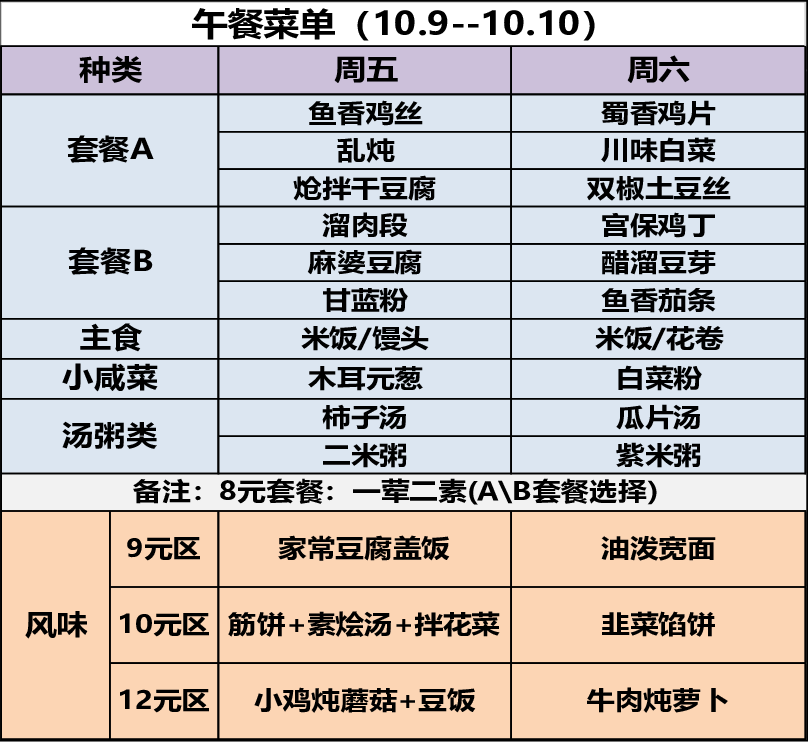 午餐菜单（10.9--10.10）
种类 周五 周六
套餐A
鱼香鸡丝 蜀香鸡片
乱炖 川味白菜
炝拌干豆腐 双椒土豆丝
套餐B
溜肉段 宫保鸡丁
麻婆豆腐 醋溜豆芽
甘蓝粉 鱼香茄条
主食 米饭/馒头 米饭/花卷
小咸菜 木耳元葱 白菜粉
汤粥类
柿子汤 瓜片汤
二米粥 紫米粥
备注：8元套餐：一荤二素(A\B套餐选择)
风味
9元区 家常豆腐盖饭 油泼宽面
10元区 筋饼+素烩汤+拌花菜 韭菜馅饼
12元区 小鸡炖蘑菇+豆饭 牛肉炖萝卜